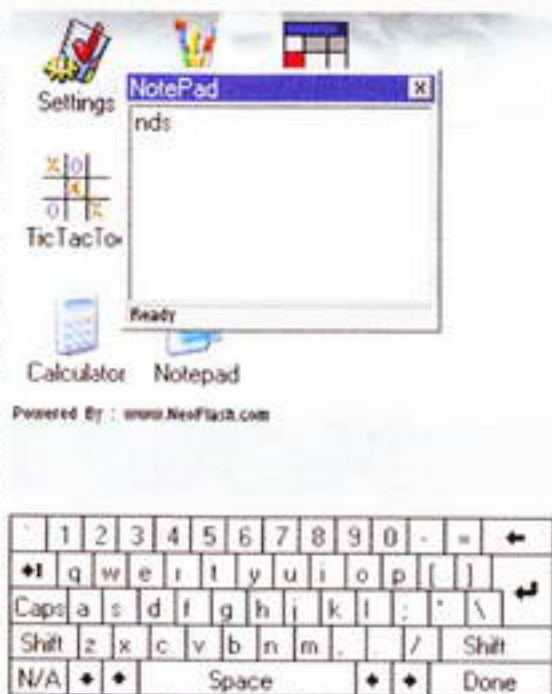 Settings
NotePad
nds
X O
X
O X
TicTacTo
Ready
Calculator Notepad
Powered By : www.NeoFlash.com
` 1 2 3 4 5 6 7 8 9 0 - =
q w e r t y u i o p [ ]
Caps a s d f g h j k l ; ' \
Shift z x c v b n m , . / Shift
N/A Space Done